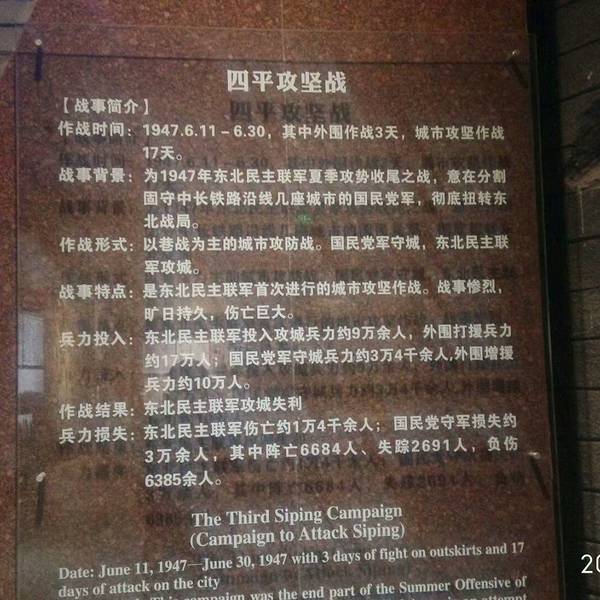 四平攻坚战
【战事简介】
作战时间：1947.6.11－6.30，其中外围作战3天，城市攻坚作战
17天。
战事背景：为1947年东北民主联军夏季攻势收尾之战，意在分割
固守中长铁路沿线几座城市的国民党军，彻底扭转东
北战局。
作战形式：以巷战为主的城市攻防战。国民党军守城，东北民主联
军攻城。
战事特点：是东北民主联军首次进行的城市攻坚作战。战事惨烈，
旷日持久，伤亡巨大。
兵力投入：东北民主联军投入攻城兵力约9万余人，外围打援兵力
约17万人；国民党军守城兵力约3万4千余人,外围增援
兵力约10万人。
作战结果：东北民主联军攻城失利
兵力损失：东北民主联军伤亡约1万4千余人； 国民党守军损失约
3万余人，其中阵亡6684人、失踪2691人，负伤
6385余人。
The Third Siping Campaign
(Campaign to Attack Siping)
Date: June 11, 1947—June 30, 1947 with 3 days of fight on outskirts and 17
days of attack on the city
This campaign was the end part of the Summer Offensive of
an attempt
20